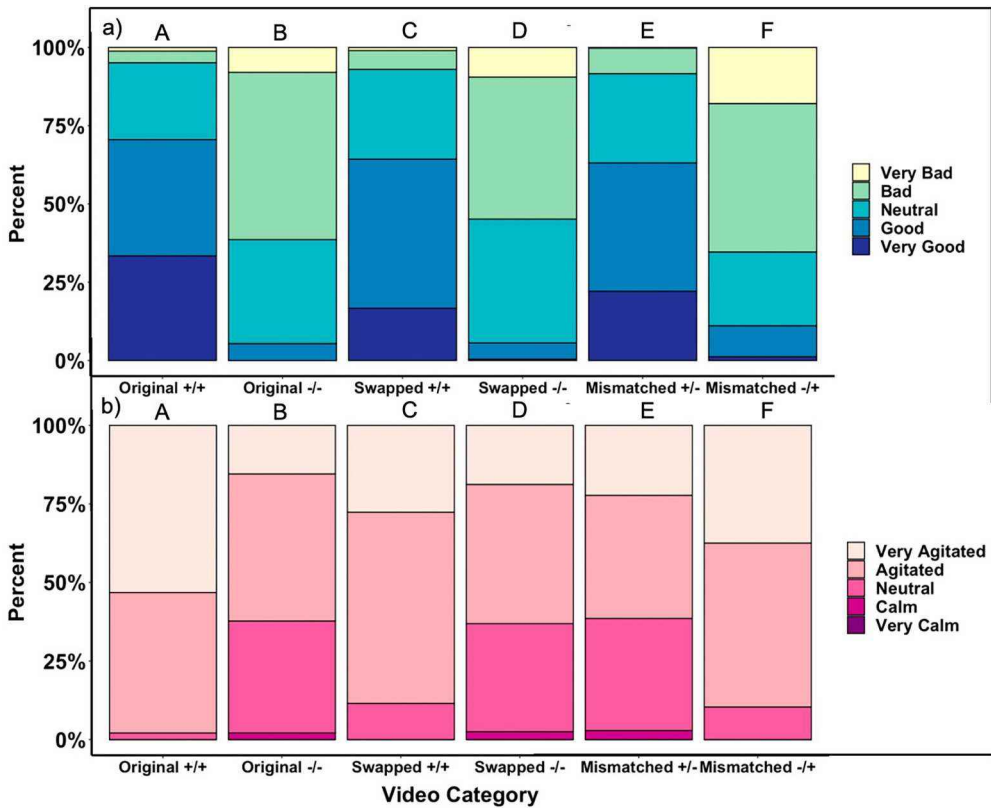 a)
A B C D E F
100%
75%
50%
25%
0%
Percent
Very Bad
Bad
Neutral
Good
Very Good
Original +/+ Original -/- Swapped +/+ Swapped -/- Mismatched +/- Mismatched -/+
b)
A B C D E F
100%
75%
50%
25%
0%
Percent
Very Agitated
Agitated
Neutral
Calm
Very Calm
Original +/+ Original -/- Swapped +/+ Swapped -/- Mismatched +/- Mismatched -/+
Video Category